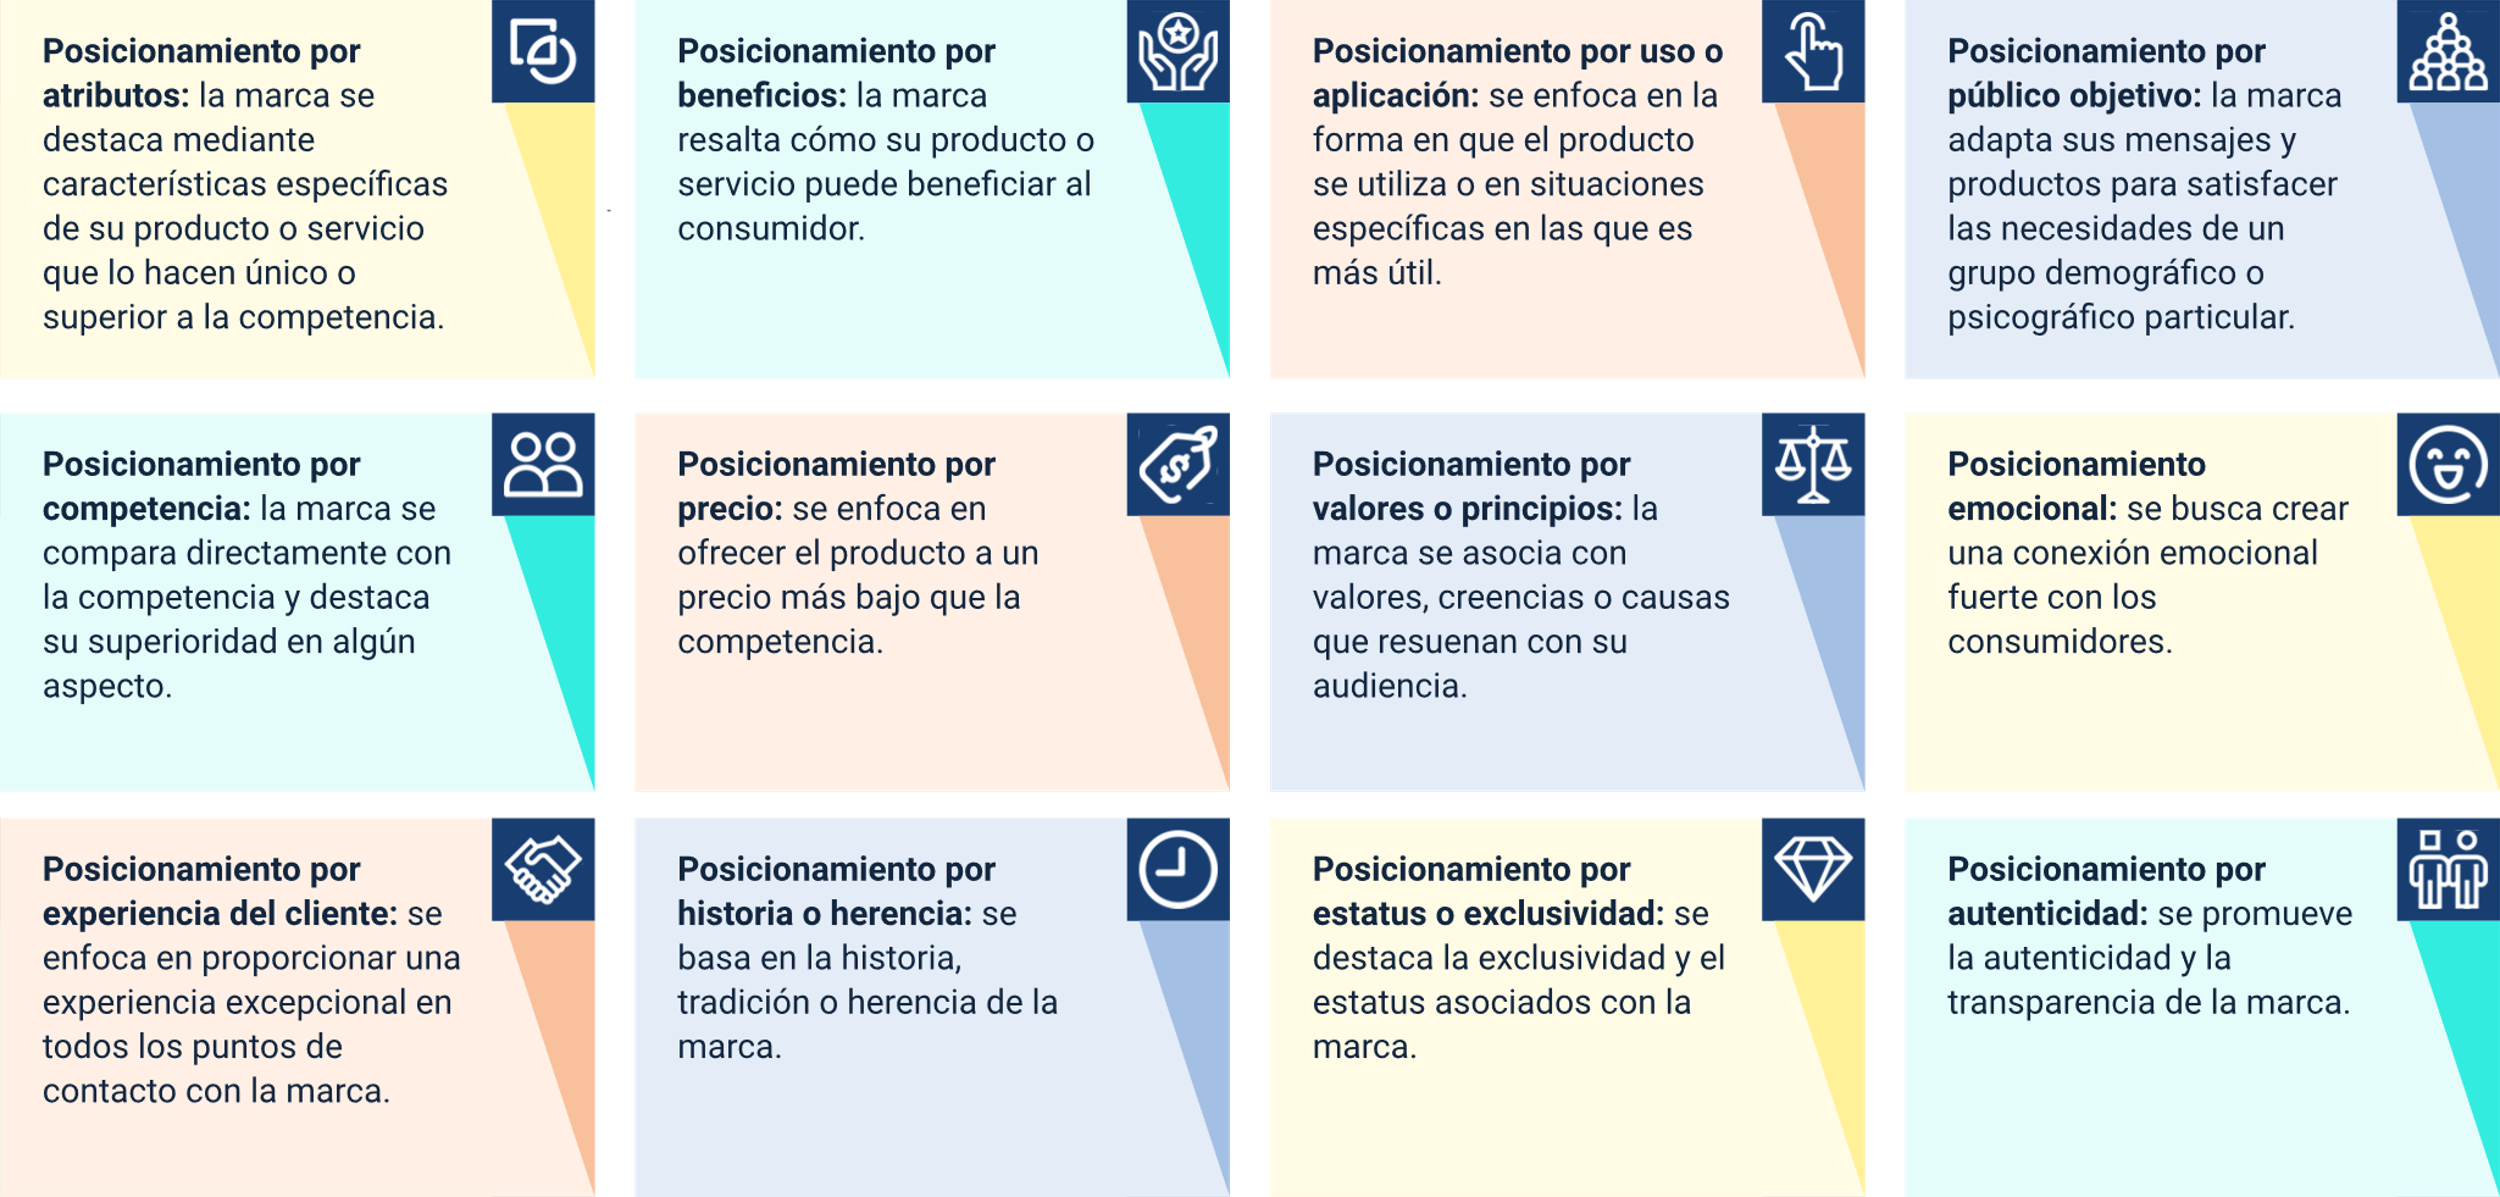 Posicionamiento por
atributos: la marca se
destaca mediante
características específicas
de su producto o servicio
que lo hacen único o
superior a la competencia.
Posicionamiento por
beneficios: la marca
resalta cómo su producto o
servicio puede beneficiar al
consumidor.
Posicionamiento por uso o
aplicación: se enfoca en la
forma en que el producto
se utiliza o en situaciones
específicas en las que es
más útil.
Posicionamiento por
público objetivo: la marca
adapta sus mensajes y
productos para satisfacer
las necesidades de un
grupo demográfico o
psicográfico particular.
Posicionamiento por
competencia: la marca se
compara directamente con
la competencia y destaca
su superioridad en algún
aspecto.
Posicionamiento por
precio: se enfoca en
ofrecer el producto a un
precio más bajo que la
competencia.
Posicionamiento por
valores o principios: la
marca se asocia con
valores, creencias o causas
que resuenan con su
audiencia.
Posicionamiento
emocional: se busca crear
una conexión emocional
fuerte con los
consumidores.
Posicionamiento por
experiencia del cliente: se
enfoca en proporcionar una
experiencia excepcional en
todos los puntos de
contacto con la marca.
Posicionamiento por
historia o herencia: se
basa en la historia,
tradición o herencia de la
marca.
Posicionamiento por
estatus o exclusividad: se
destaca la exclusividad y el
estatus asociados con la
marca.
Posicionamiento por
autenticidad: se promueve
la autenticidad y la
transparencia de la marca.